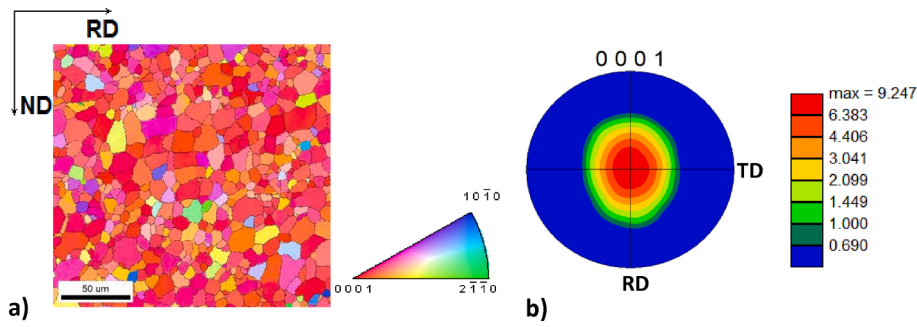 RD
ND
50 um
a)
0 0 0 1
1 0 1̅ 0
2 1̅ 1̅ 0
0 0 0 1
TD
RD
b)
max = 9.247
6.383
4.406
3.041
2.099
1.449
1.000
0.690